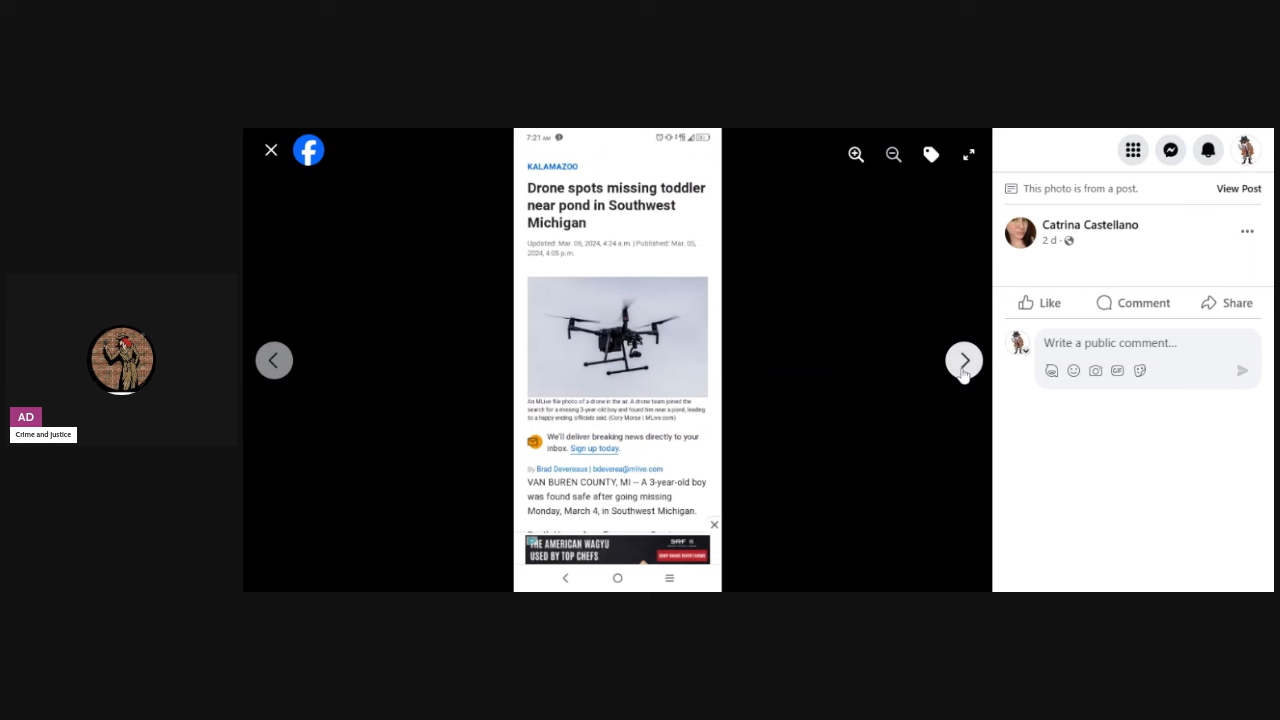 7:21 AM
KALAMAZOO
Drone spots missing toddler
near pond in Southwest
Michigan
Updated: Mar. 06, 2024, 4:24 a.m. | Published: Mar. 05,
2024, 4:05 p.m.
An MLive file photo of a drone in the air. A drone team joined the
search for a missing 3-year-old boy and found him near a pond, leading
to a happy ending, officials said. (Cory Morse | MLive.com)
We'll deliver breaking news directly to your
inbox. Sign up today.
By Brad Devereaux | bdeverea@mlive.com
VAN BUREN COUNTY, MI -- A 3-year-old boy
was found safe after going missing
Monday, March 4, in Southwest Michigan.
THE AMERICAN WAGYU
USED BY TOP CHEFS
SRF
This photo is from a post.
View Post
Catrina Castellano
2 d
Like
Comment
Share
Write a public comment...
GIF
AD
Crime and justice